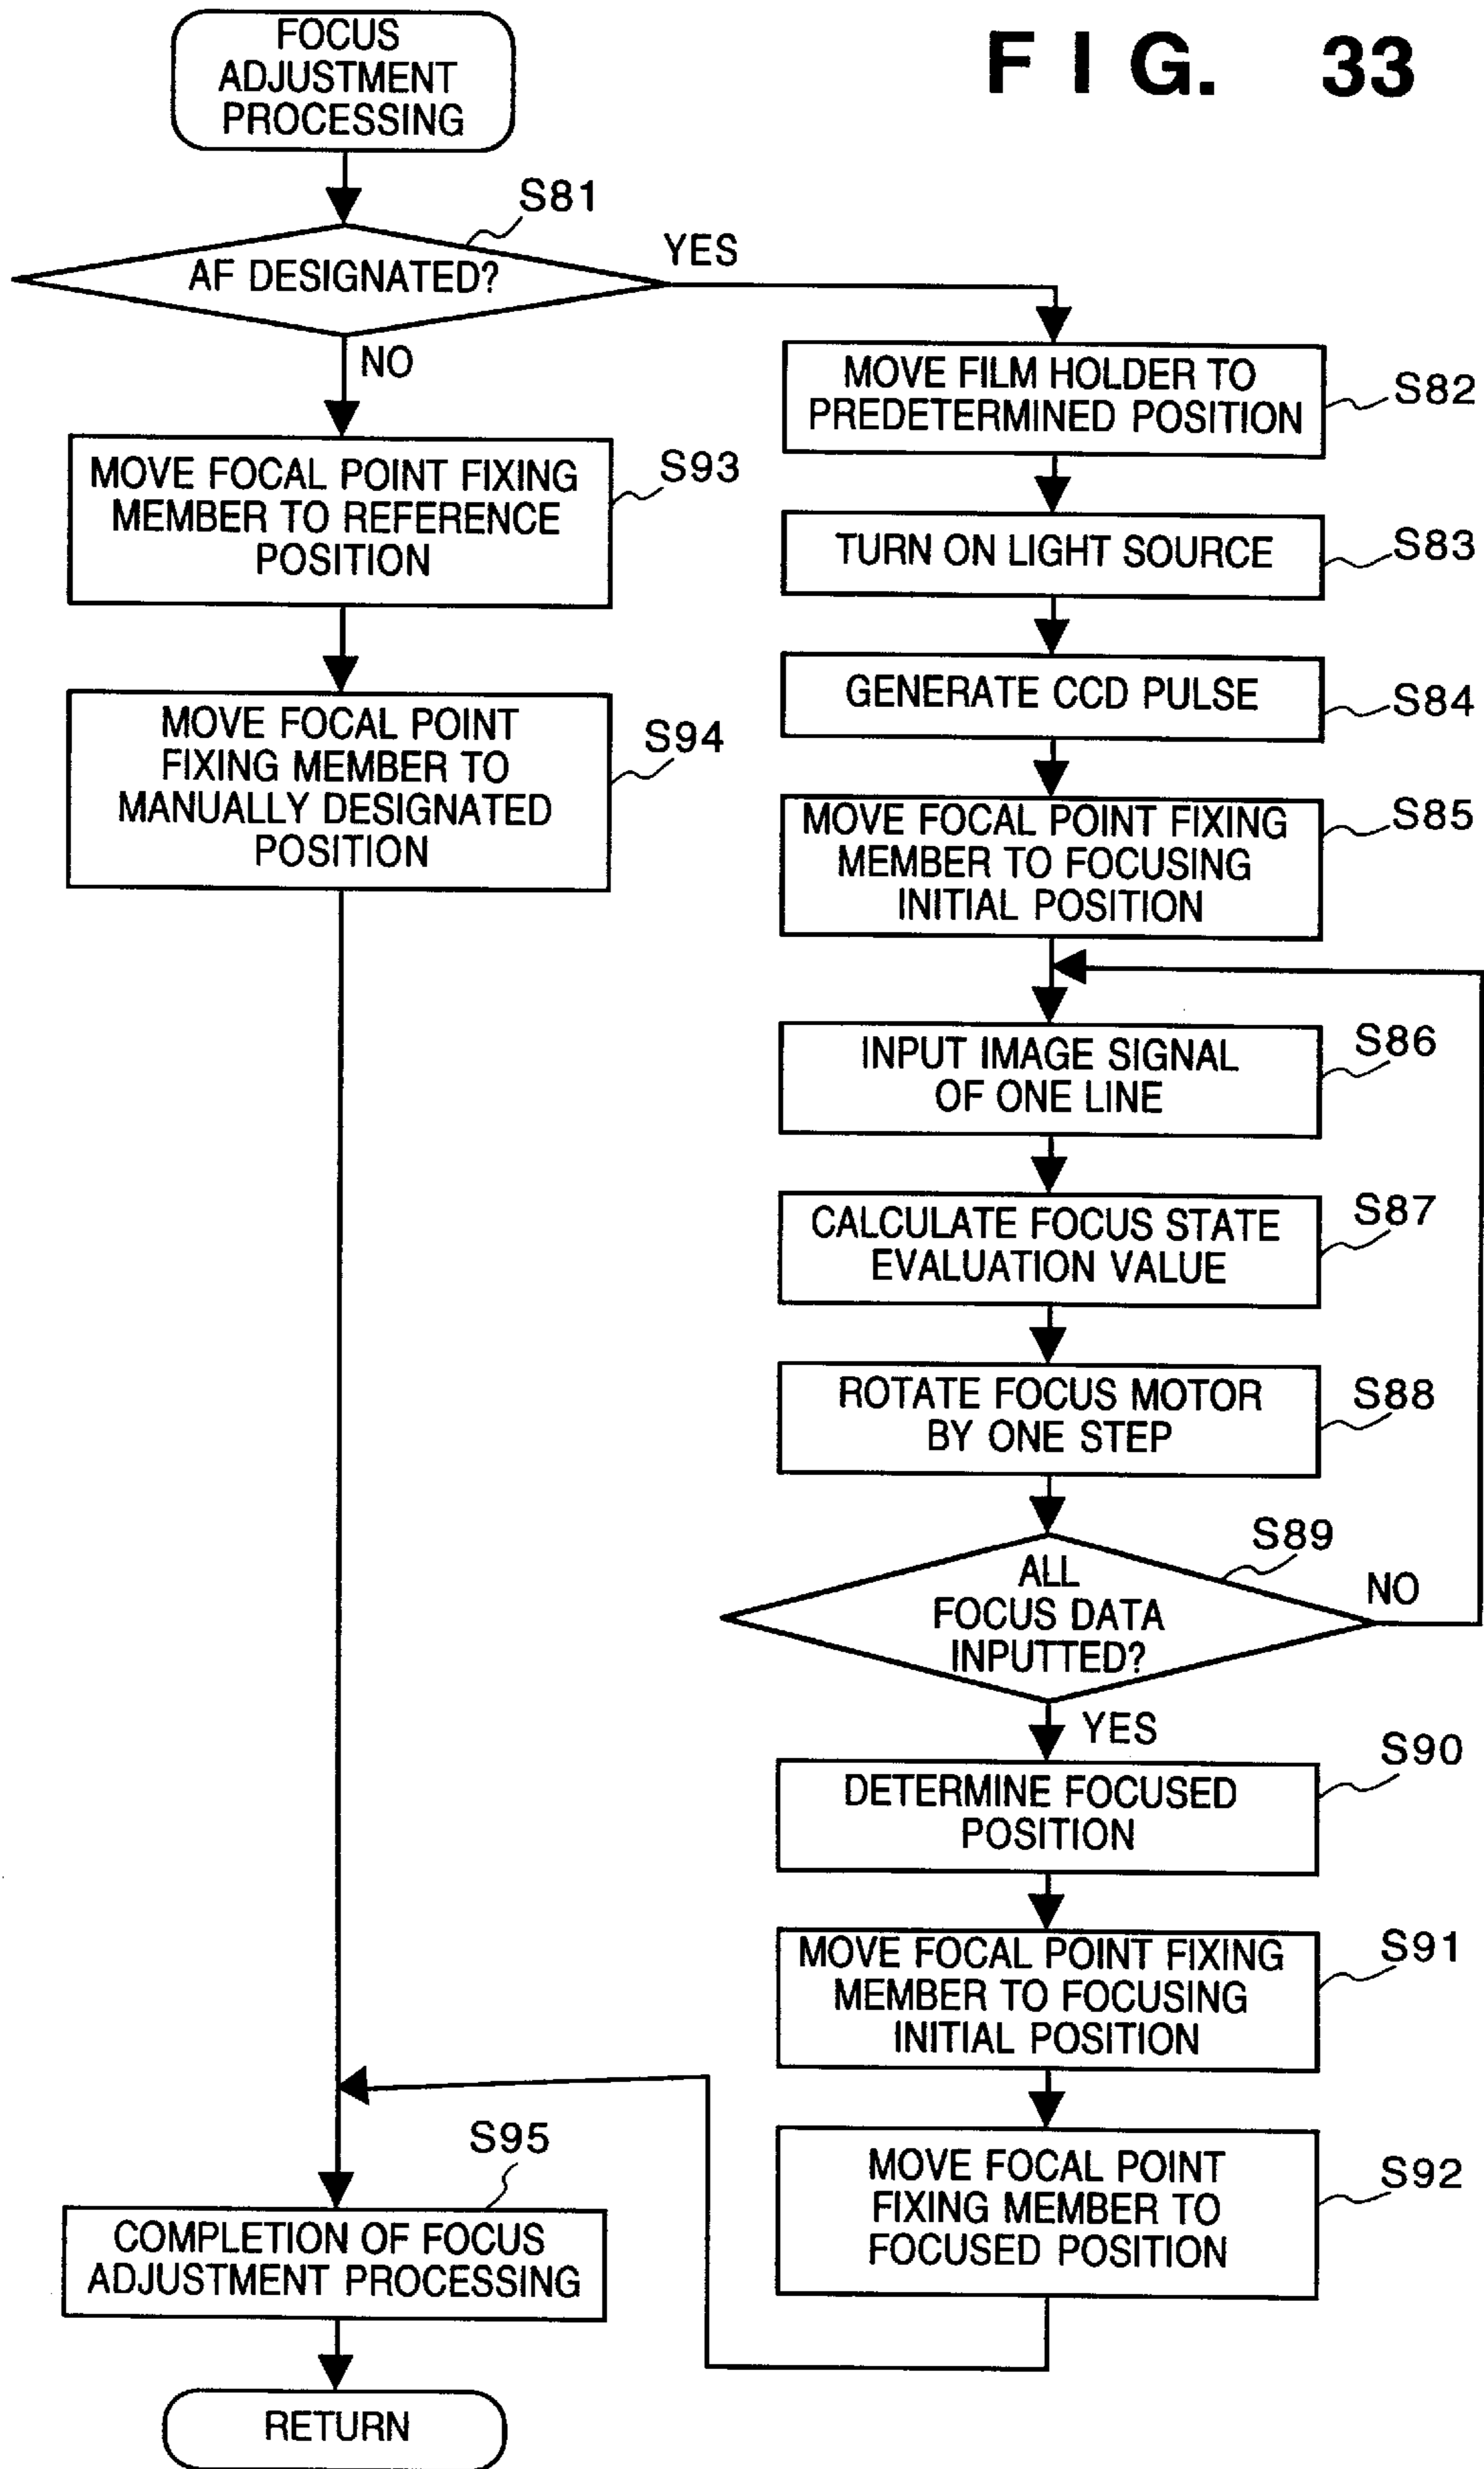 FIG. 33
FOCUS
ADJUSTMENT
PROCESSING
S81
AF DESIGNATED?
YES
NO
S93
MOVE FOCAL POINT FIXING
MEMBER TO REFERENCE
POSITION
S94
MOVE FOCAL POINT
FIXING MEMBER TO
MANUALLY DESIGNATED
POSITION
MOVE FILM HOLDER TO
PREDETERMINED POSITION
S82
TURN ON LIGHT SOURCE
S83
GENERATE CCD PULSE
S84
MOVE FOCAL POINT FIXING
MEMBER TO FOCUSING
INITIAL POSITION
S85
INPUT IMAGE SIGNAL
OF ONE LINE
S86
CALCULATE FOCUS STATE
EVALUATION VALUE
S87
ROTATE FOCUS MOTOR
BY ONE STEP
S88
S89
ALL
FOCUS DATA
INPUTTED?
NO
YES
DETERMINE FOCUSED
POSITION
S90
MOVE FOCAL POINT FIXING
MEMBER TO FOCUSING
INITIAL POSITION
S91
MOVE FOCAL POINT
FIXING MEMBER TO
FOCUSED POSITION
S92
S95
COMPLETION OF FOCUS
ADJUSTMENT PROCESSING
RETURN